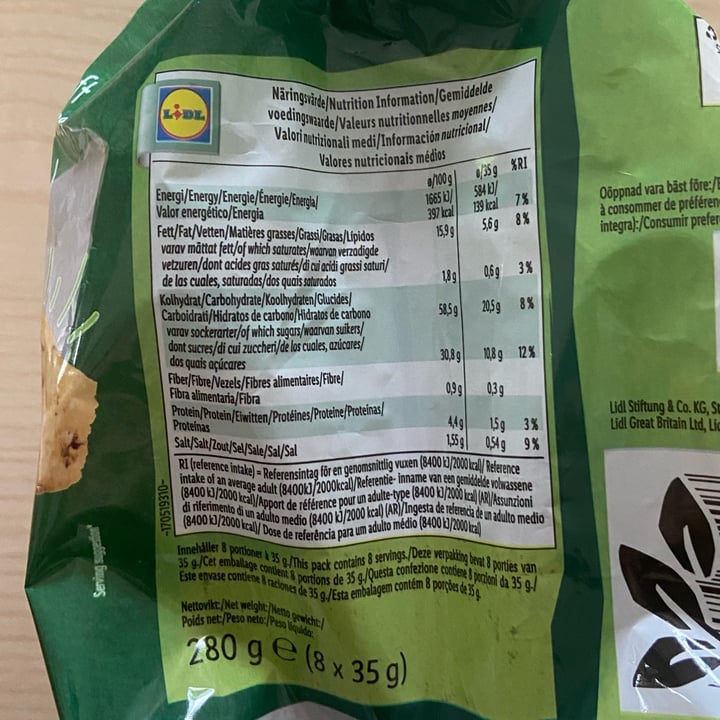 LIDL
Näringsvärde/Nutrition Information/Gemiddelde
voedingswaarde/Valeurs nutritionnelles moyennes/
Valori nutrizionali medi/Información nutricional/
Valores nutricionais médios
ø/100 g ø/35 g %RI
Energi/Energy/Energie/Énergie/Energia/ 1665 kJ/ 584 kJ/
Valor energético/Energia 397 kcal 139 kcal 7%
Fett/Fat/Vetten/Matières grasses/Grassi/Grasas/Lípidos 15,9 g 5,6 g 8%
varav mättat fett/of which saturates/waarvan verzadigde
vetzuren/dont acides gras saturés/di cui acidi grassi saturi/
de las cuales, saturadas/dos quais saturados 1,8 g 0,6 g 3%
Kolhydrat/Carbohydrate/Koolhydraten/Glucides/
Carboidrati/Hidratos de carbono/Hidratos de carbono 58,5 g 20,5 g 8%
varav sockerarter/of which sugars/waarvan suikers/
dont sucres/di cui zuccheri/de los cuales, azúcares/
dos quais açúcares 30,8 g 10,8 g 12%
Fiber/Fibre/Vezels/Fibres alimentaires/Fibre/
Fibra alimentaria/Fibra 0,9 g 0,3 g
Protein/Protein/Eiwitten/Protéines/Proteine/Proteínas/
Proteínas 4,4 g 1,5 g 3%
Salt/Salt/Zout/Sel/Sale/Sal/Sal 1,55 g 0,54 g 9%
RI (reference intake) = Referensintag för en genomsnittlig vuxen (8400 kJ/2000 kcal)/ Reference
intake of an average adult (8400kJ/2000kcal)/Referentie- inname van een gemiddelde volwassene
(8400 kJ/2000 kcal)/Apport de référence pour un adulte-type (8400 kJ/2000 kcal) (AR)/Assunzioni
di riferimento di un adulto medio (8400 kJ/2000 kcal) (AR)/Ingesta de referencia de un adulto medio
(8400 kJ/2000 kcal)/ Dose de referência para um adulto médio (8400 kJ/2000 kcal)
-170519310-
Innehåller 8 portioner à 35 g./This pack contains 8 servings./Deze verpakking bevat 8 porties van
35 g./Cet emballage contient 8 portions de 35 g./Questa confezione contiene 8 porzioni da 35 g./
Este envase contiene 8 raciones de 35 g./Esta embalagem contém 8 porções de 35 g.
Nettovikt:/Net weight:/Netto gewicht:/
Poids net:/Peso neto:/Peso líquido:
280 g e (8 x 35 g)
Serving suggestion
Oöppnad vara bäst före:/
à consommer de préféren
integra):/Consumir prefer
Lidl Stiftung & Co. KG, St
Lidl Great Britain Ltd, Li